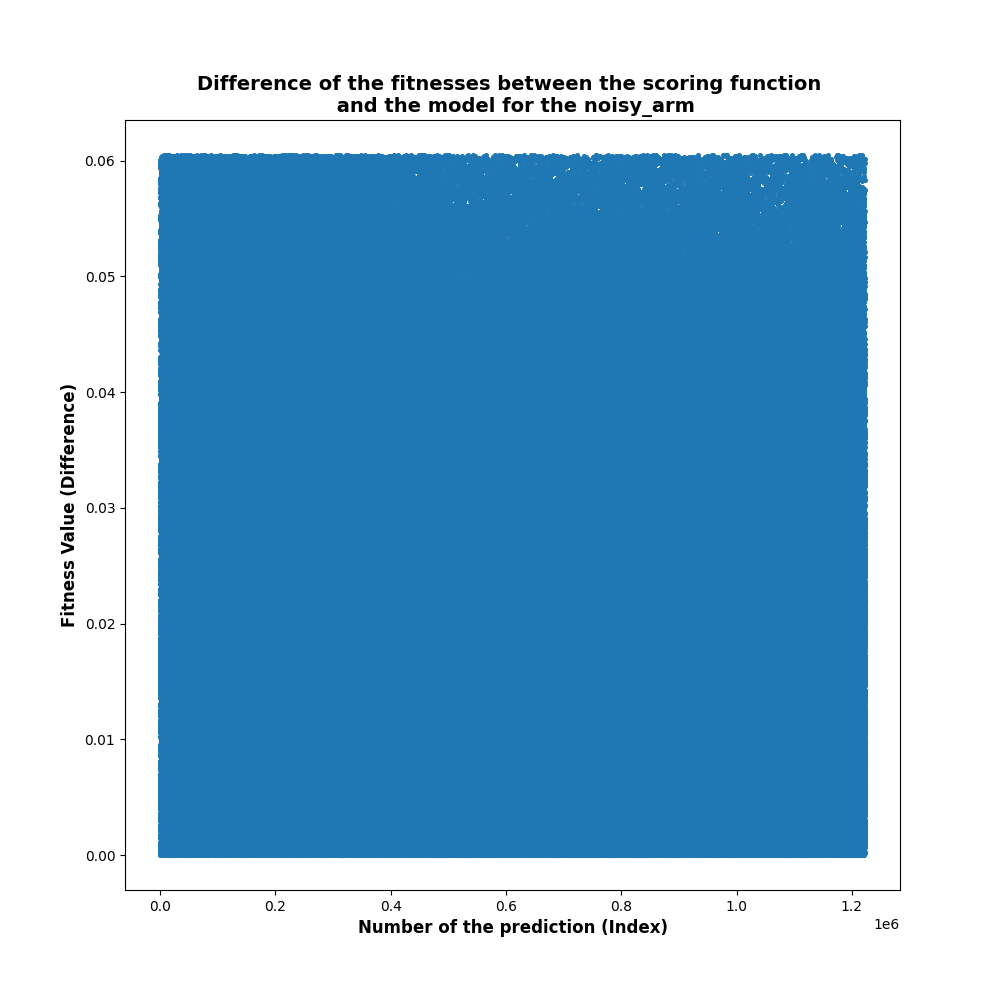 Difference of the fitnesses between the scoring function
and the model for the noisy_arm
0.06
0.05
0.04
0.03
0.02
0.01
0.00
Fitness Value (Difference)
0.0 0.2 0.4 0.6 0.8 1.0 1.2
1e6
Number of the prediction (Index)